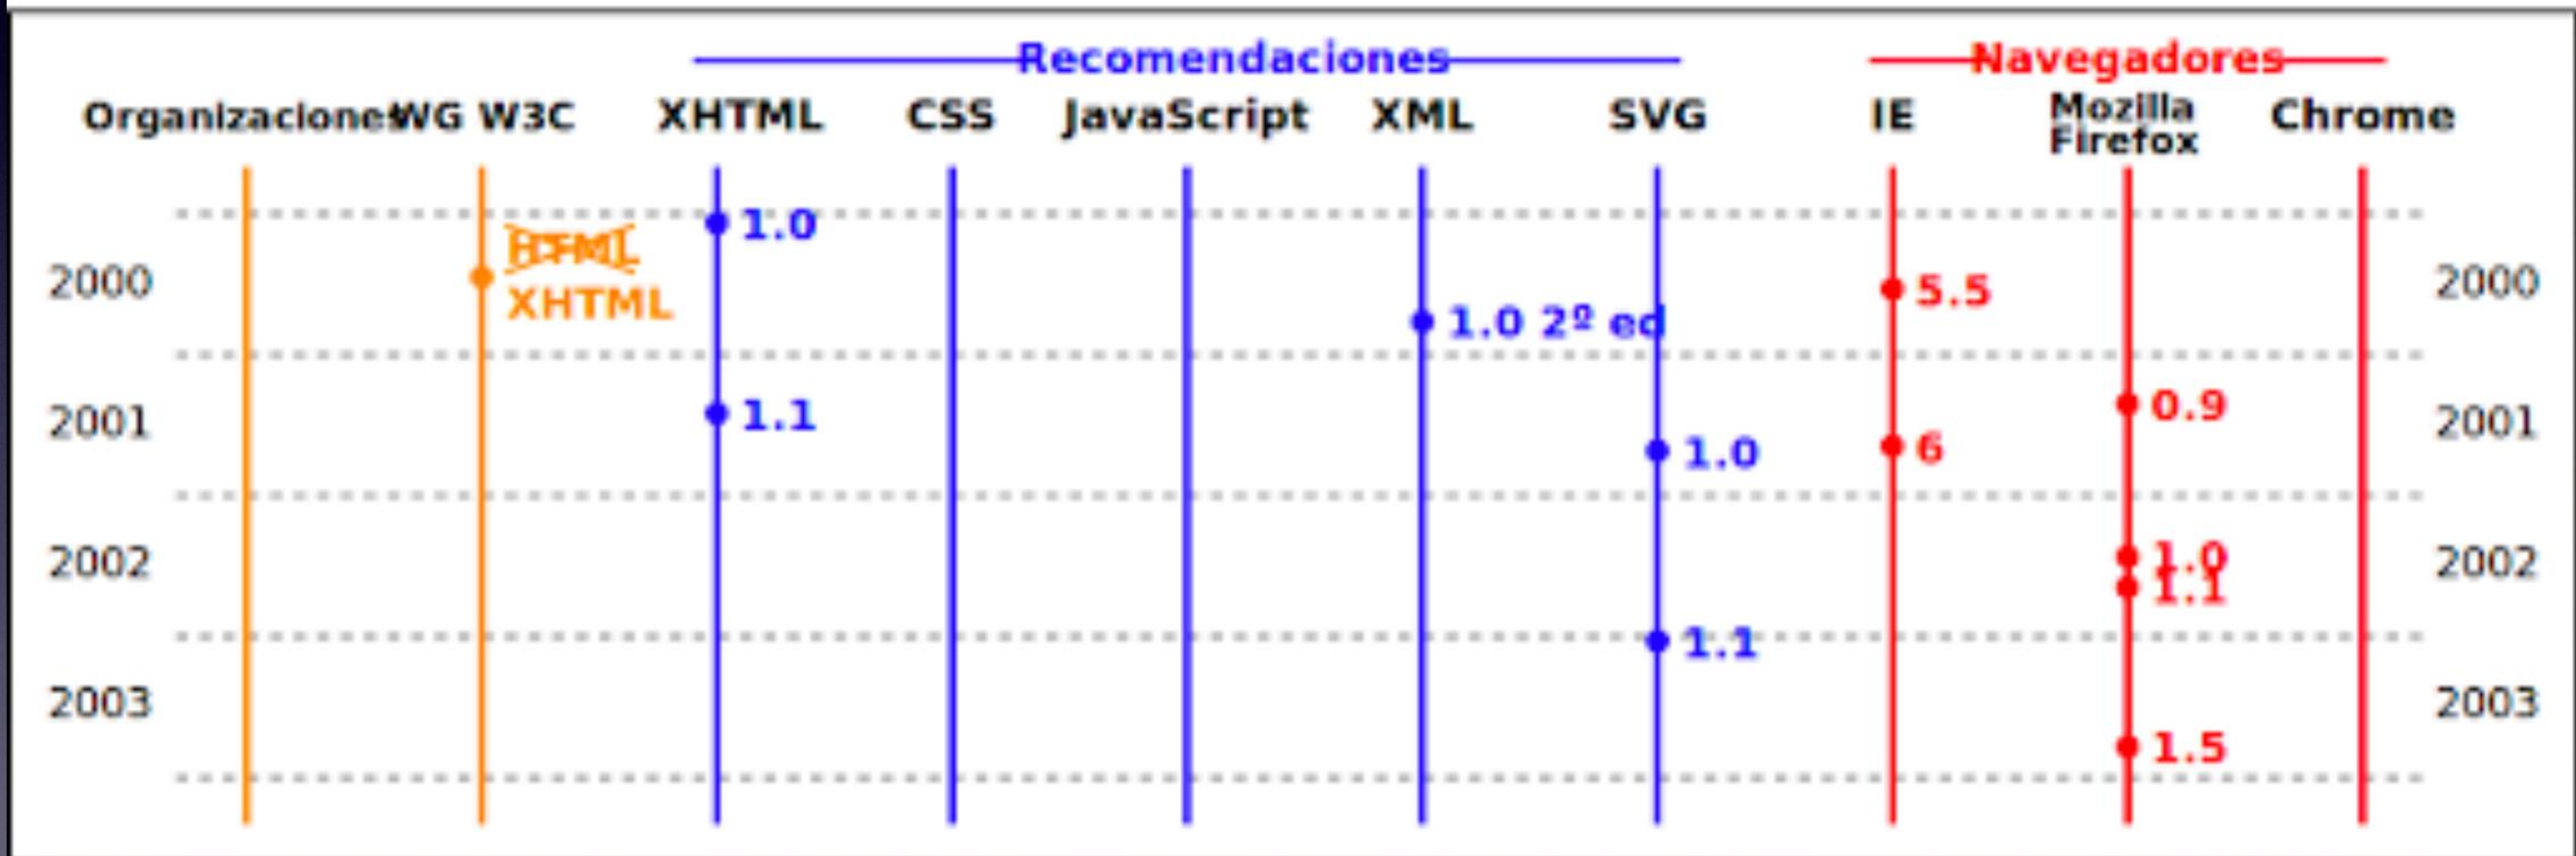 Recomendaciones Navegadores
Organizaciones WG W3C XHTML CSS JavaScript XML SVG IE Mozilla Firefox Chrome
1.0
HTML
2000 XHTML 5.5 2000
1.0 2º ed
0.9
2001 1.1 2001
1.0 6
1.0
2002 2002
1.1
1.1
2003 2003
1.5